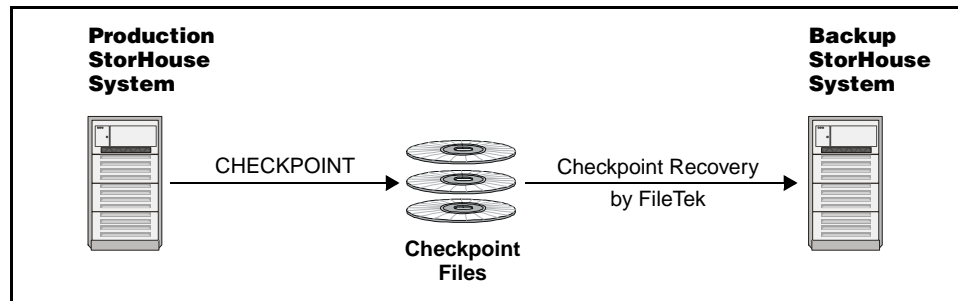 Production
StorHouse
System
Backup
StorHouse
System
CHECKPOINT
Checkpoint Recovery
by FileTek
Checkpoint
Files